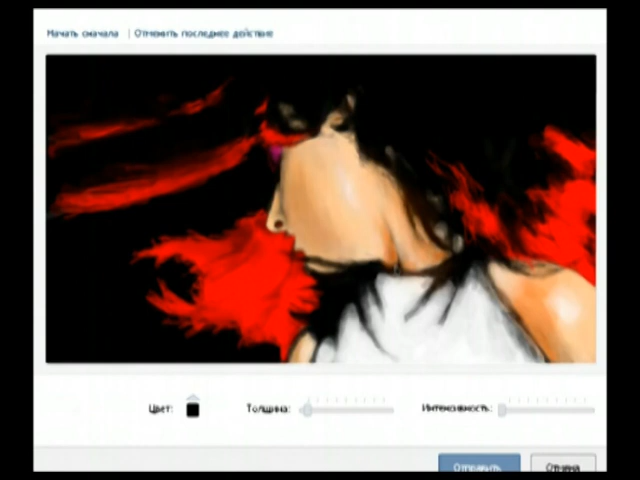 Начать сначала | Отменить последнее действие
Цвет: Толщина: Интенсивность:
Отправить Отмена